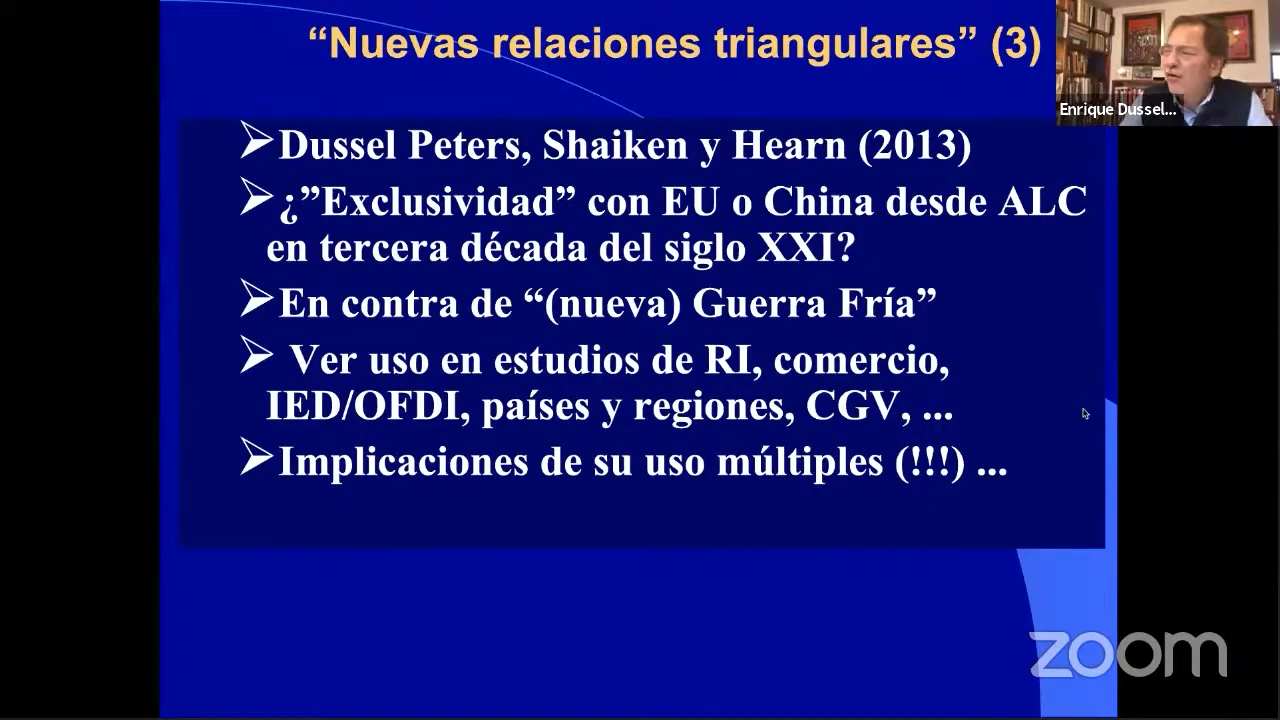 “Nuevas relaciones triangulares” (3)
Enrique Dussel...
Dussel Peters, Shaiken y Hearn (2013)
¿”Exclusividad” con EU o China desde ALC
en tercera década del siglo XXI?
En contra de “(nueva) Guerra Fría”
Ver uso en estudios de RI, comercio,
IED/OFDI, países y regiones, CGV, ...
Implicaciones de su uso múltiples (!!!) ...
zoom